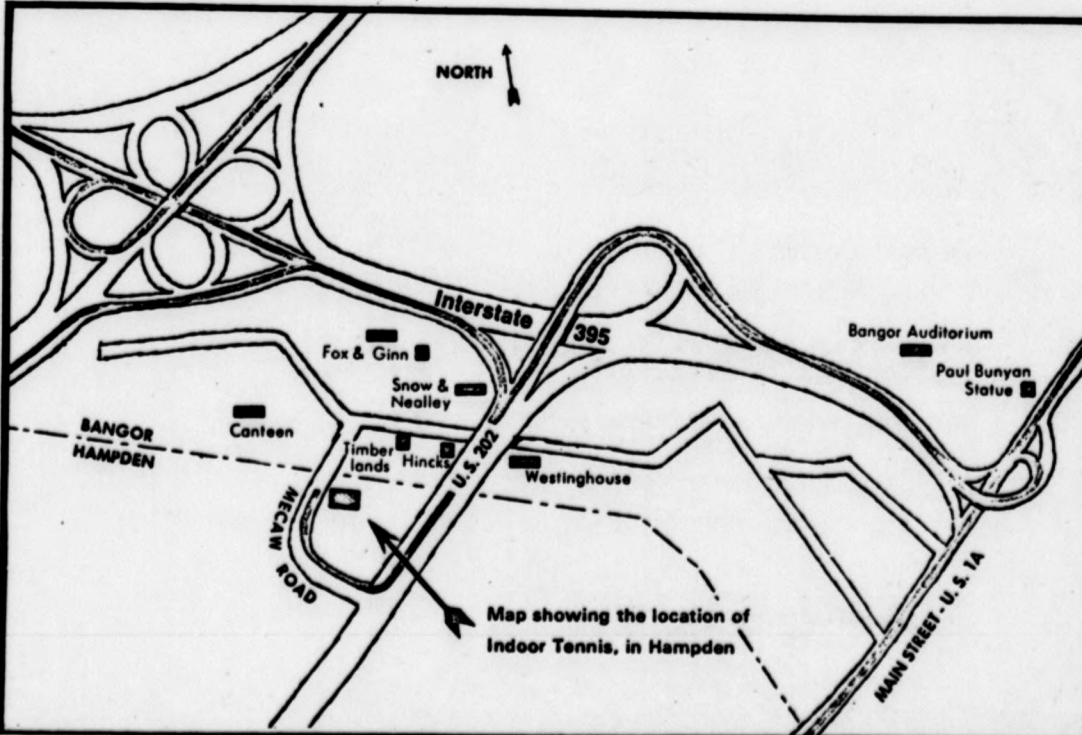 NORTH
Interstate
395
Fox & Ginn
Bangor Auditorium
Paul Bunyan
Statue
Snow &
Nealley
Canteen
BANGOR
HAMPDEN
Timber
lands
Hincks
U.S. 202
Westinghouse
MECAW
ROAD
Map showing the location of
Indoor Tennis, in Hampden
MAIN STREET - U. S. 1A